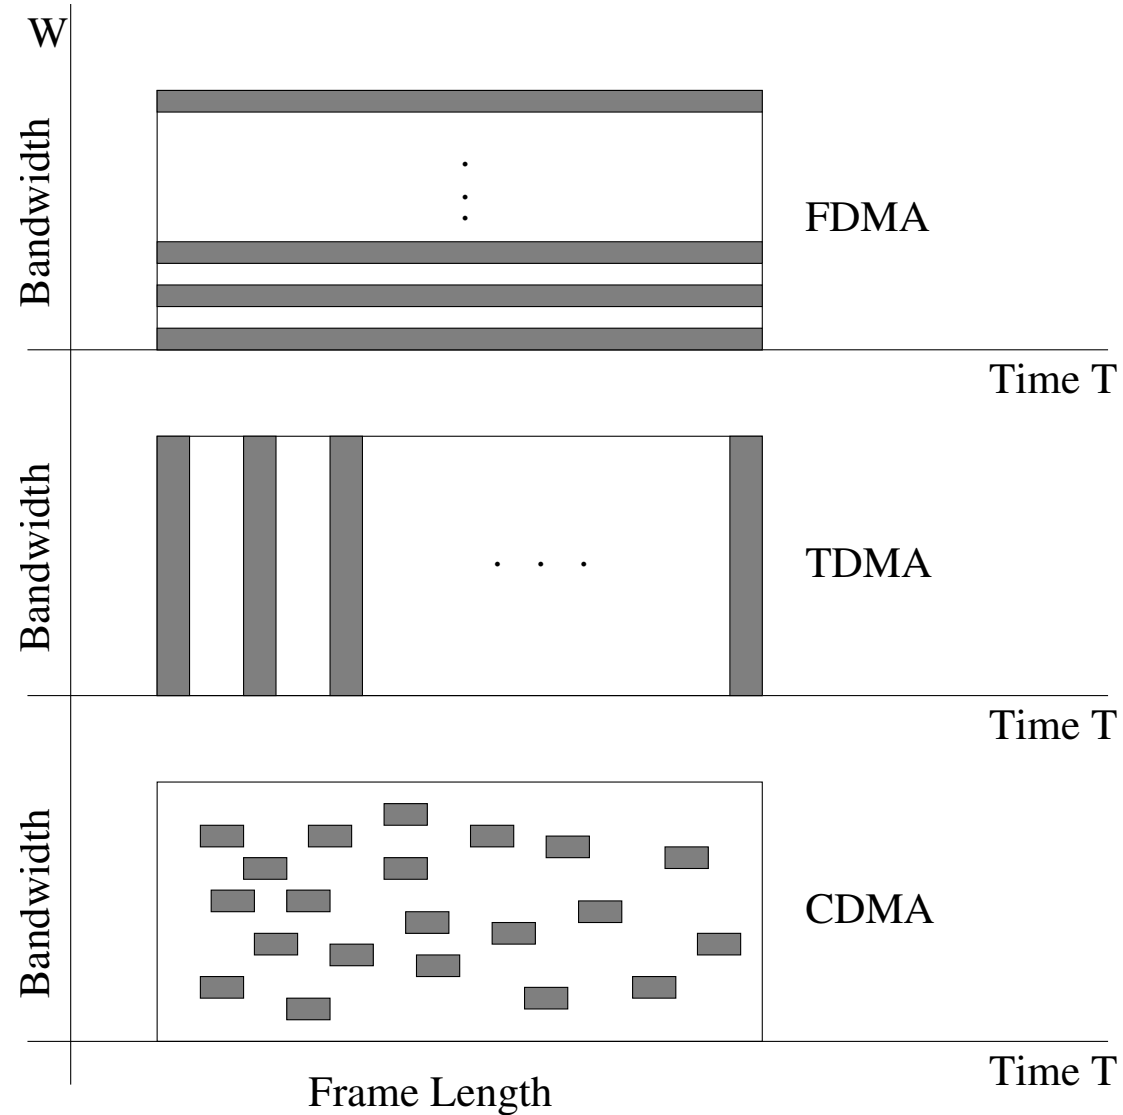 W
Bandwidth
FDMA
Time T
Bandwidth
TDMA
Time T
Bandwidth
CDMA
Time T
Frame Length